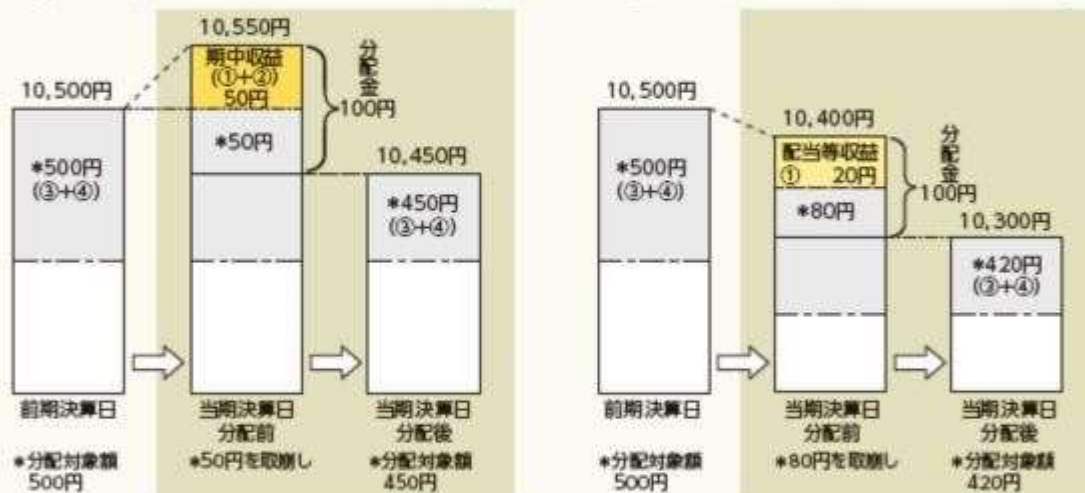 10,550円
期中収益
(①+②)
50円
分配金
100円
10,500円
*500円
(③+④)
*50円
10,450円
*450円
(③+④)
前期決算日
当期決算日
分配前
当期決算日
分配後
*分配対象額
500円
*50円を取崩し
*分配対象額
450円
10,500円
*500円
(③+④)
10,400円
配当等収益
① 20円
*80円
分配金
100円
10,300円
*420円
(③+④)
前期決算日
当期決算日
分配前
当期決算日
分配後
*分配対象額
500円
*80円を取崩し
*分配対象額
420円